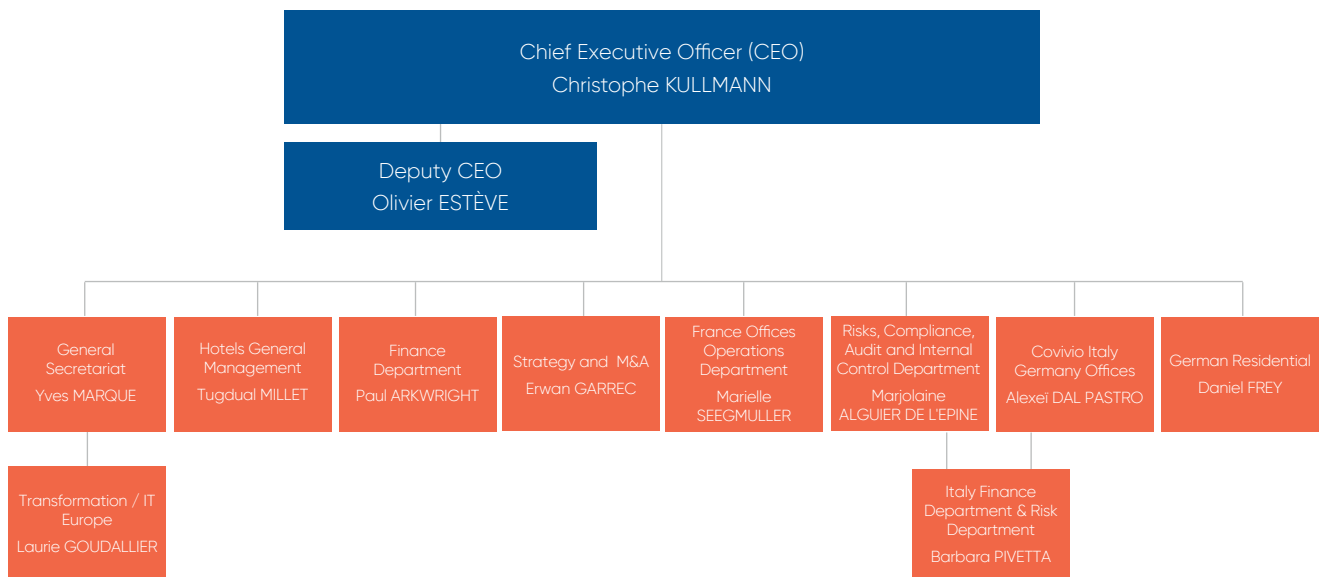 Chief Executive Officer (CEO)
Christophe KULLMANN
Deputy CEO
Olivier ESTÈVE
General
Secretariat
Yves MARQUE
Hotels General
Management
Tugdual MILLET
Finance
Department
Paul ARKWRIGHT
Strategy and M&A
Erwan GARREC
France Offices
Operations
Department
Marielle
SEEGMULLER
Risks, Compliance,
Audit and Internal
Control Department
Marjolaine
ALGUIER DE L'EPINE
Covivio Italy
Germany Offices
Alexeï DAL PASTRO
German Residential
Daniel FREY
Transformation / IT
Europe
Laurie GOUDALLIER
Italy Finance
Department & Risk
Department
Barbara PIVETTA